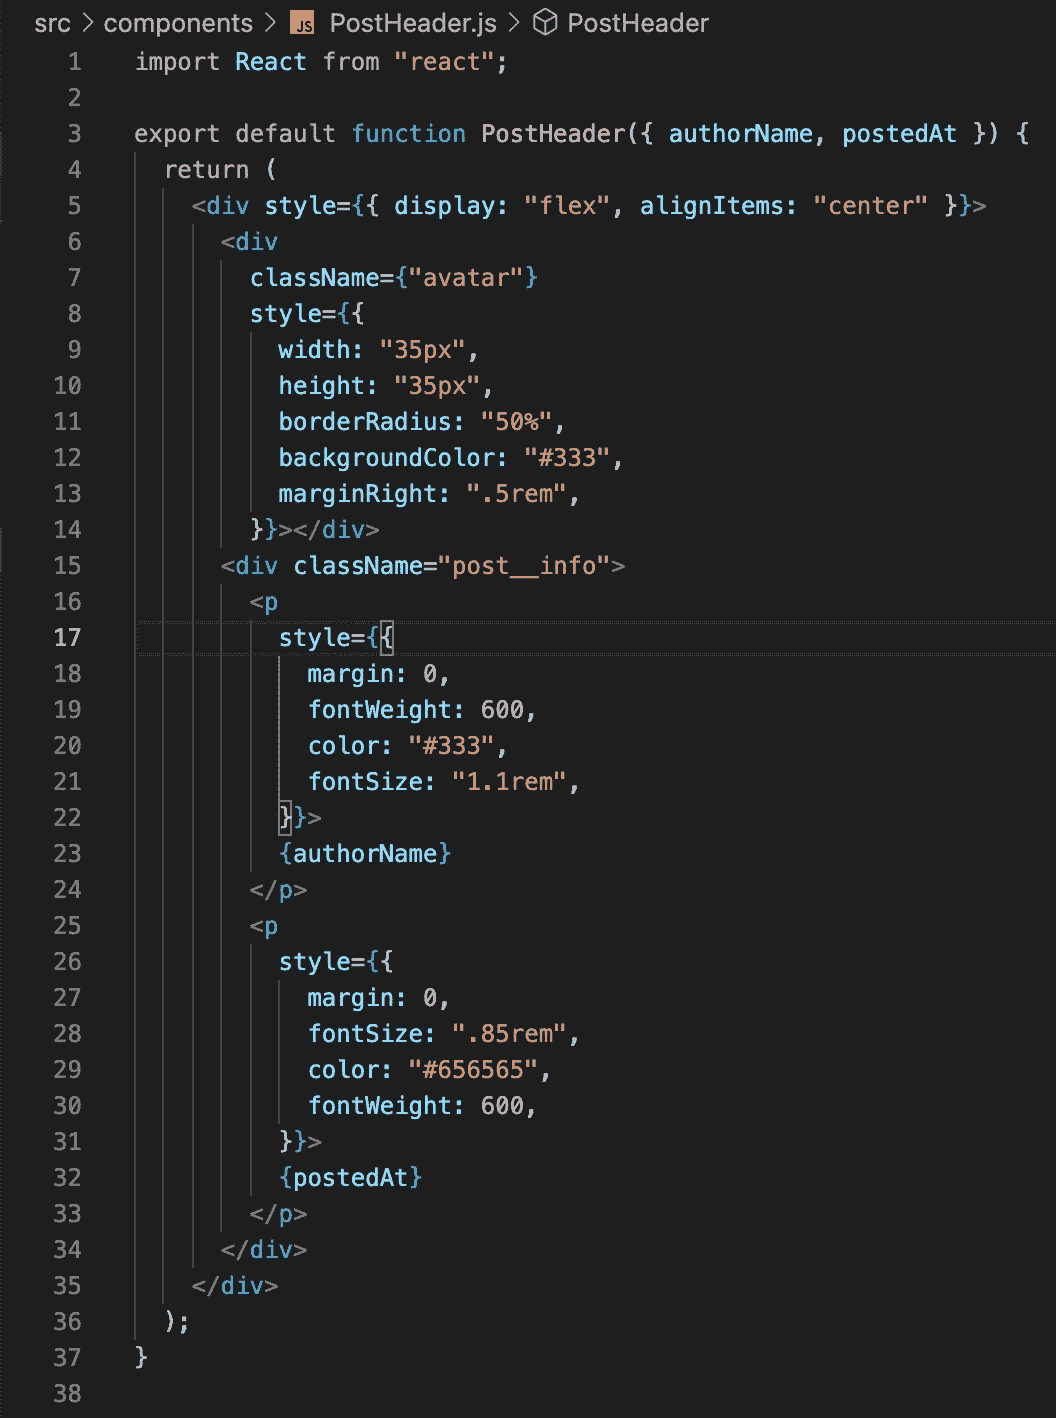 src > components > JS PostHeader.js > PostHeader
1 import React from "react";
2
3 export default function PostHeader({ authorName, postedAt }) {
4   return (
5     <div style={{ display: "flex", alignItems: "center" }}>
6       <div
7         className={"avatar"}
8         style={{
9           width: "35px",
10           height: "35px",
11           borderRadius: "50%",
12           backgroundColor: "#333",
13           marginRight: ".5rem",
14         }}></div>
15       <div className="post__info">
16         <p
17           style={{
18             margin: 0,
19             fontWeight: 600,
20             color: "#333",
21             fontSize: "1.1rem",
22           }}>
23           {authorName}
24         </p>
25         <p
26           style={{
27             margin: 0,
28             fontSize: ".85rem",
29             color: "#656565",
30             fontWeight: 600,
31           }}>
32           {postedAt}
33         </p>
34       </div>
35     </div>
36   );
37 }
38